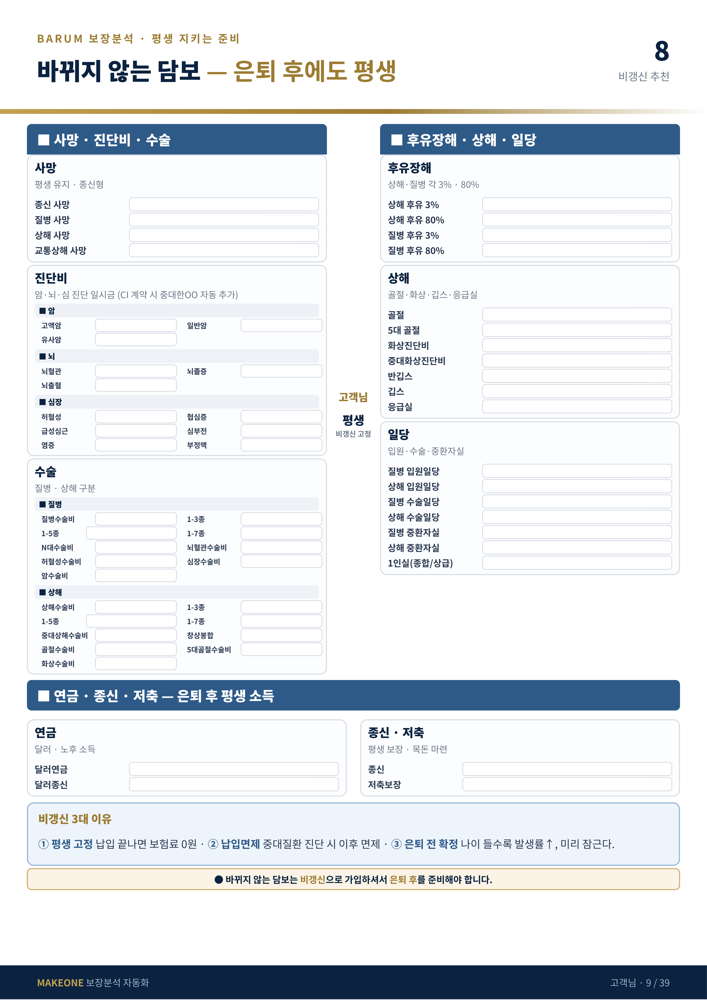 BARUM 보장분석 · 평생 지키는 준비
바뀌지 않는 담보 — 은퇴 후에도 평생
8
비갱신 추천
■ 사망 · 진단비 · 수술
사망
평생 유지 · 종신형
종신 사망
질병 사망
상해 사망
교통상해 사망
진단비
암·뇌·심 진단 일시금 (CI 계약 시 중대한OO 자동 추가)
■ 암
고액암 일반암
유사암
■ 뇌
뇌혈관 뇌졸증
뇌출혈
■ 심장
허혈성 협심증
급성심근 심부전
염증 부정맥
수술
질병 · 상해 구분
■ 질병
질병수술비 1-3종
1-5종 1-7종
N대수술비 뇌혈관수술비
허혈성수술비 심장수술비
암수술비
■ 상해
상해수술비 1-3종
1-5종 1-7종
중대상해수술비 창상봉합
골절수술비 5대골절수술비
화상수술비
고객님
평생
비갱신 고정
■ 후유장해 · 상해 · 일당
후유장해
상해·질병 각 3% · 80%
상해 후유 3%
상해 후유 80%
질병 후유 3%
질병 후유 80%
상해
골절·화상·깁스·응급실
골절
5대 골절
화상진단비
중대화상진단비
반깁스
깁스
응급실
일당
입원·수술·중환자실
질병 입원일당
상해 입원일당
질병 수술일당
상해 수술일당
질병 중환자실
상해 중환자실
1인실(종합/상급)
■ 연금 · 종신 · 저축 — 은퇴 후 평생 소득
연금
달러 · 노후 소득
달러연금
달러종신
종신 · 저축
평생 보장 · 목돈 마련
종신
저축보장
비갱신 3대 이유
① 평생 고정 납입 끝나면 보험료 0원 · ② 납입면제 중대질환 진단 시 이후 면제 · ③ 은퇴 전 확정 나이 들수록 발생률↑, 미리 잠근다.
● 바뀌지 않는 담보는 비갱신으로 가입하셔서 은퇴 후를 준비해야 합니다.
MAKEONE 보장분석 자동화
고객님 · 9 / 39